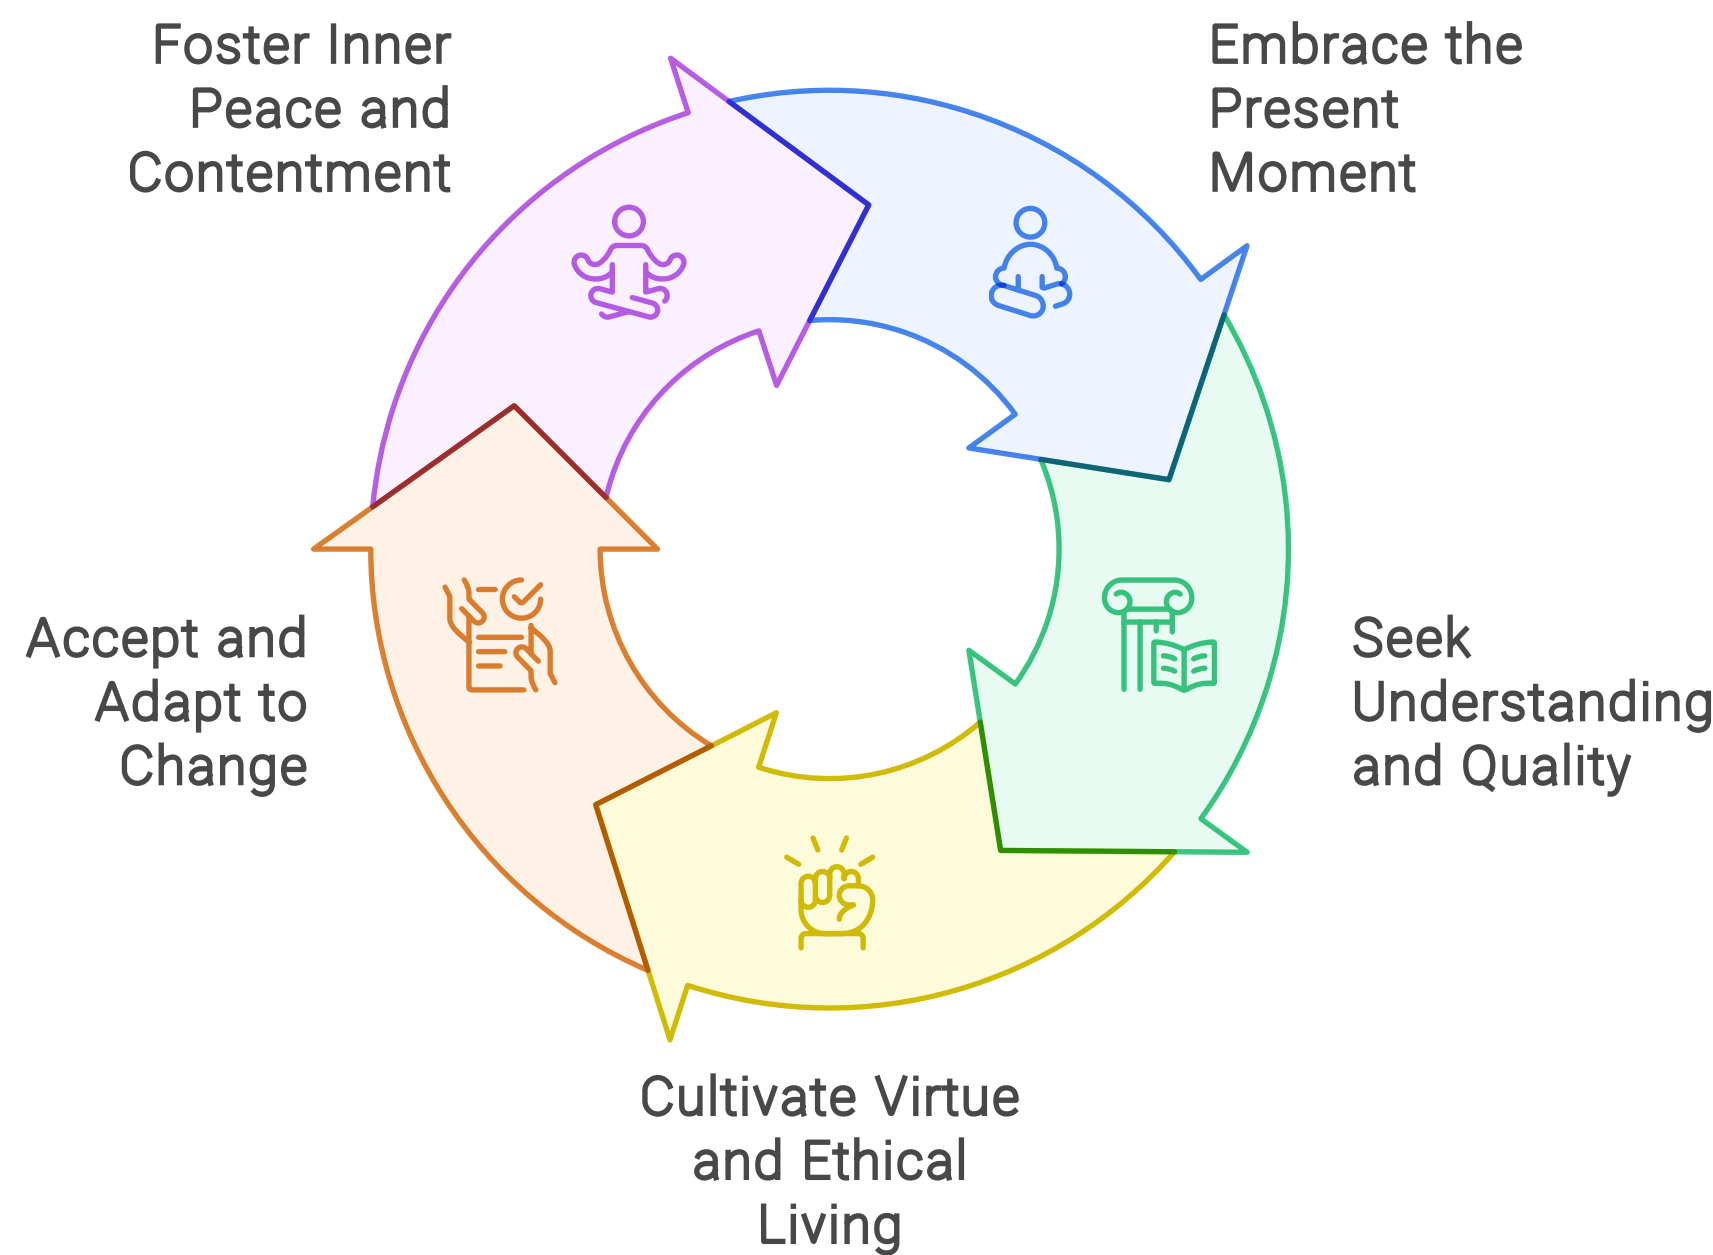 Foster Inner
Peace and
Contentment
Embrace the
Present
Moment
Accept and
Adapt to
Change
Seek
Understanding
and Quality
Cultivate Virtue
and Ethical
Living